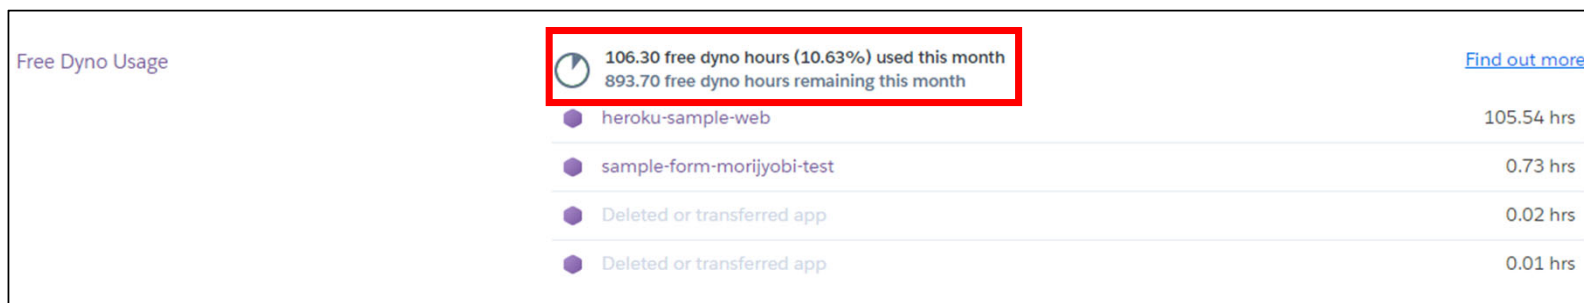 Free Dyno Usage
106.30 free dyno hours (10.63%) used this month
893.70 free dyno hours remaining this month
Find out more
heroku-sample-web 105.54 hrs
sample-form-morijyobi-test 0.73 hrs
Deleted or transferred app 0.02 hrs
Deleted or transferred app 0.01 hrs